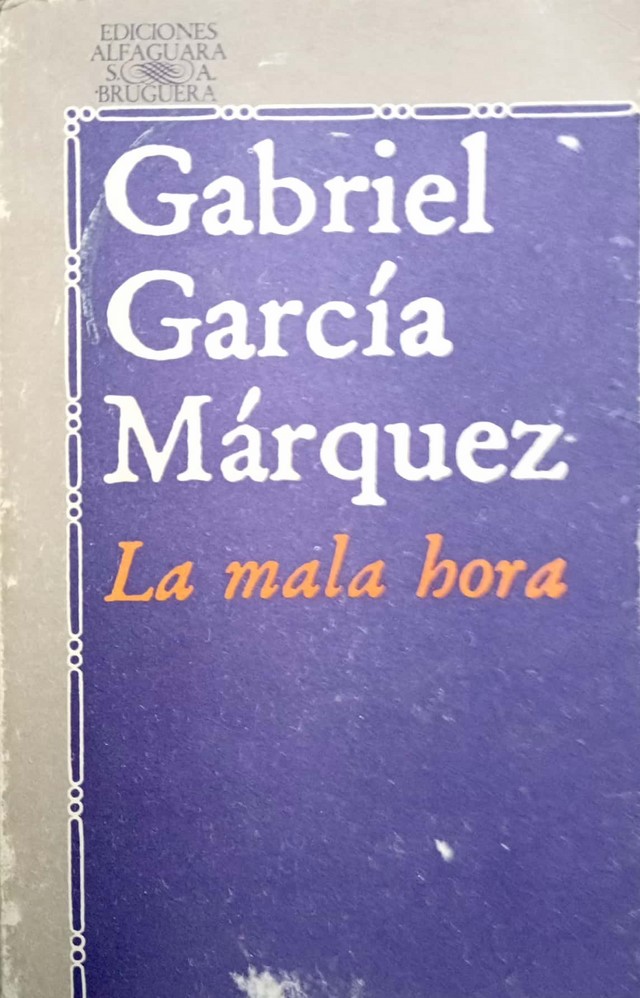 EDICIONES
ALFAGUARA
S. A.
·BRUGUERA
Gabriel
García
Márquez
La mala hora